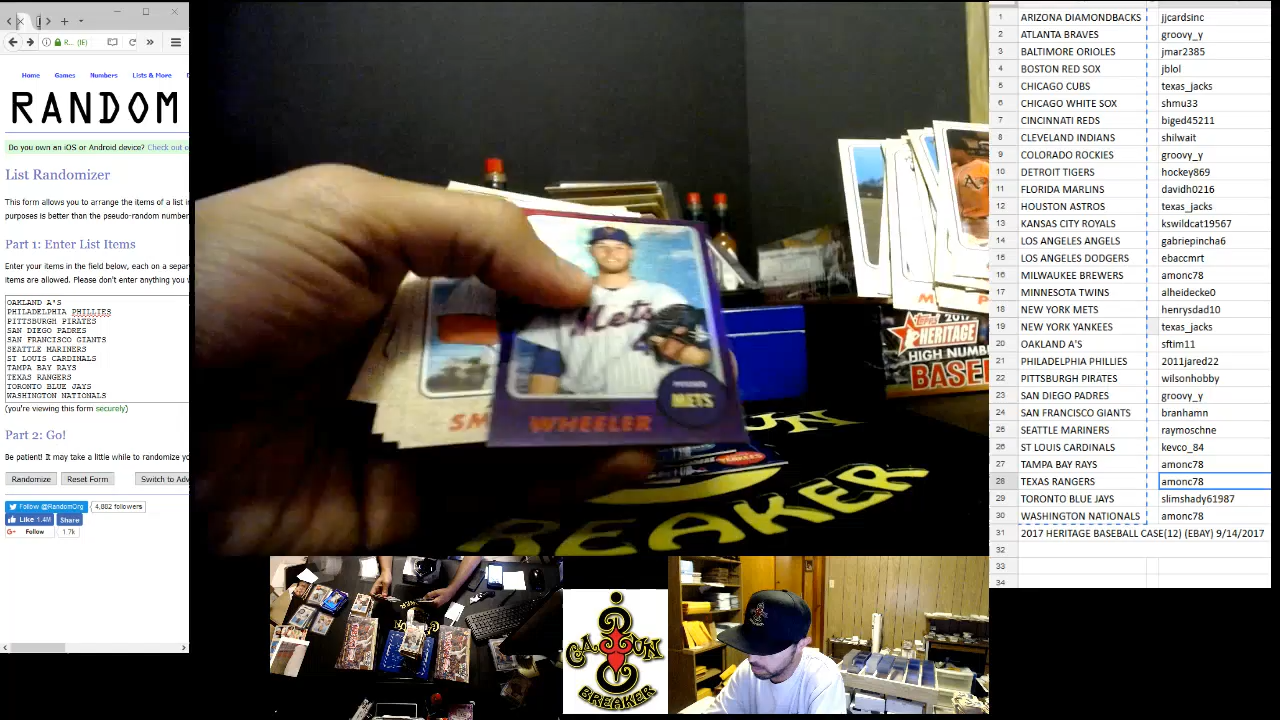 R... (IE)
Home Games Numbers Lists & More
RANDOM
Do you own an iOS or Android device? Check out
List Randomizer
This form allows you to arrange the items of a list i
purposes is better than the pseudo-random number
Part 1: Enter List Items
Enter your items in the field below, each on a sepa
items are allowed. Please don't enter anything you
OAKLAND A'S
PHILADELPHIA PHILLIES
PITTSBURGH PIRATES
SAN DIEGO PADRES
SAN FRANCISCO GIANTS
SEATTLE MARINERS
ST LOUIS CARDINALS
TAMPA BAY RAYS
TEXAS RANGERS
TORONTO BLUE JAYS
WASHINGTON NATIONALS
(you're viewing this form securely)
Part 2: Go!
Be patient! It may take a little while to randomize yo
Randomize Reset Form Switch to Adv
Follow @RandomOrg 4,882 followers
Like 1.4M Share
G+ Follow 1.7k
Mets
METS
SM
WHEELER
TOPPS 2017
HERITAGE
HIGH NUMB
BASE
BREAKER
CAJUN
BREAKER
1 ARIZONA DIAMONDBACKS jjcardsinc
2 ATLANTA BRAVES groovy_y
3 BALTIMORE ORIOLES jmar2385
4 BOSTON RED SOX jblol
5 CHICAGO CUBS texas_jacks
6 CHICAGO WHITE SOX shmu33
7 CINCINNATI REDS biged45211
8 CLEVELAND INDIANS shilwait
9 COLORADO ROCKIES groovy_y
10 DETROIT TIGERS hockey869
11 FLORIDA MARLINS davidh0216
12 HOUSTON ASTROS texas_jacks
13 KANSAS CITY ROYALS kswildcat19567
14 LOS ANGELES ANGELS gabriepincha6
15 LOS ANGELES DODGERS ebaccmrt
16 MILWAUKEE BREWERS amonc78
17 MINNESOTA TWINS alheidecke0
18 NEW YORK METS henrysdad10
19 NEW YORK YANKEES texas_jacks
20 OAKLAND A'S sftim11
21 PHILADELPHIA PHILLIES 2011jared22
22 PITTSBURGH PIRATES wilsonhobby
23 SAN DIEGO PADRES groovy_y
24 SAN FRANCISCO GIANTS branhamn
25 SEATTLE MARINERS raymoschne
26 ST LOUIS CARDINALS kevco_84
27 TAMPA BAY RAYS amonc78
28 TEXAS RANGERS amonc78
29 TORONTO BLUE JAYS slimshady61987
30 WASHINGTON NATIONALS amonc78
31 2017 HERITAGE BASEBALL CASE(12) (EBAY) 9/14/2017
32
33
34